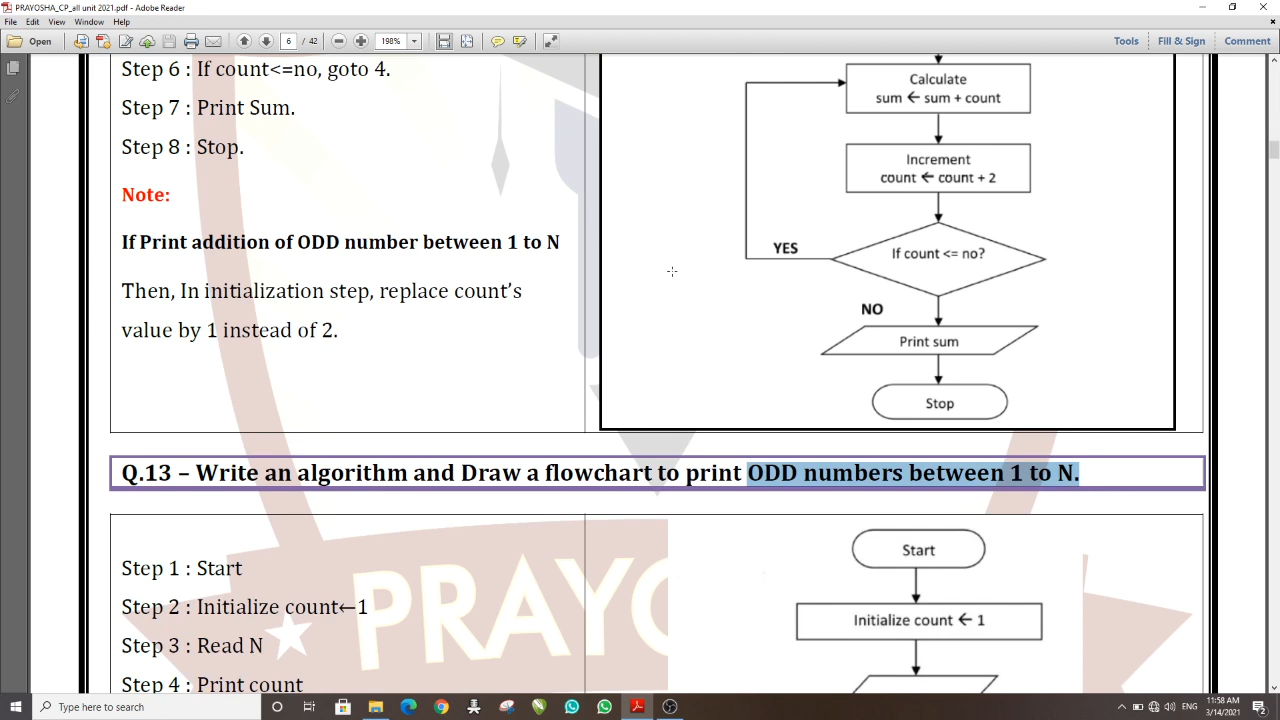 PRAYOSHA_CP_all unit 2021.pdf - Adobe Reader
File Edit View Window Help
Open 6 / 42 198% Tools Fill & Sign Comment
Step 6 : If count<=no, goto 4.
Step 7 : Print Sum.
Step 8 : Stop.
Note:
If Print addition of ODD number between 1 to N
Then, In initialization step, replace count's
value by 1 instead of 2.
Calculate
sum ← sum + count
Increment
count ← count + 2
If count <= no?
YES
NO
Print sum
Stop
Q.13 – Write an algorithm and Draw a flowchart to print ODD numbers between 1 to N.
Step 1 : Start
Step 2 : Initialize count←1
Step 3 : Read N
Step 4 : Print count
Start
Initialize count ← 1
PRAYO
Type here to search
11:58 AM
3/14/2021
2